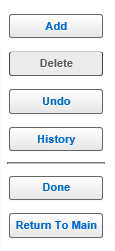 Add
Delete
Undo
History
Done
Return To Main